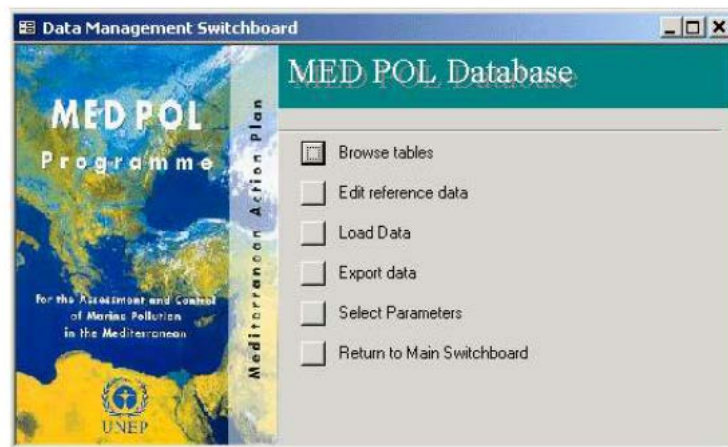 Data Management Switchboard
MED POL Database
MED POL
Programme
Mediterranean Action Plan
For the Assessment and Control
of Marine Pollution
in the Mediterranean
UNEP
Browse tables
Edit reference data
Load Data
Export data
Select Parameters
Return to Main Switchboard